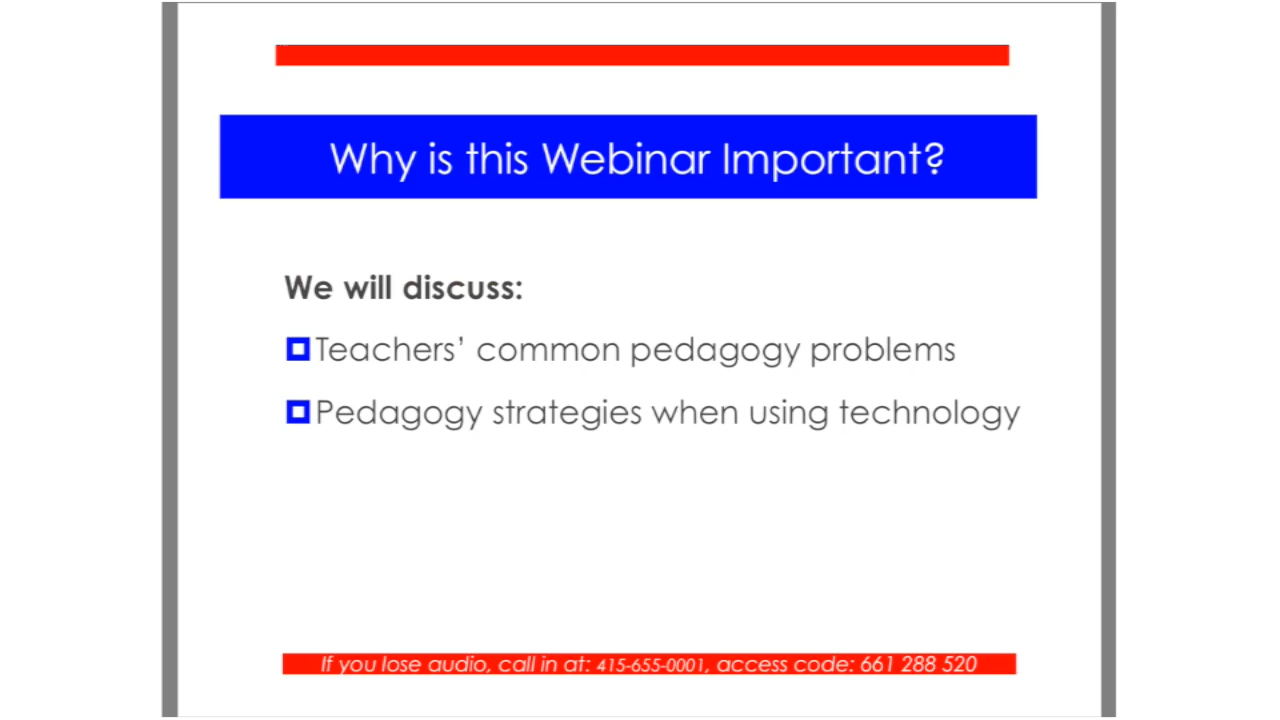 Why is this Webinar Important?
We will discuss:
Teachers’ common pedagogy problems
Pedagogy strategies when using technology
If you lose audio, call in at: 415-655-0001, access code: 661 288 520